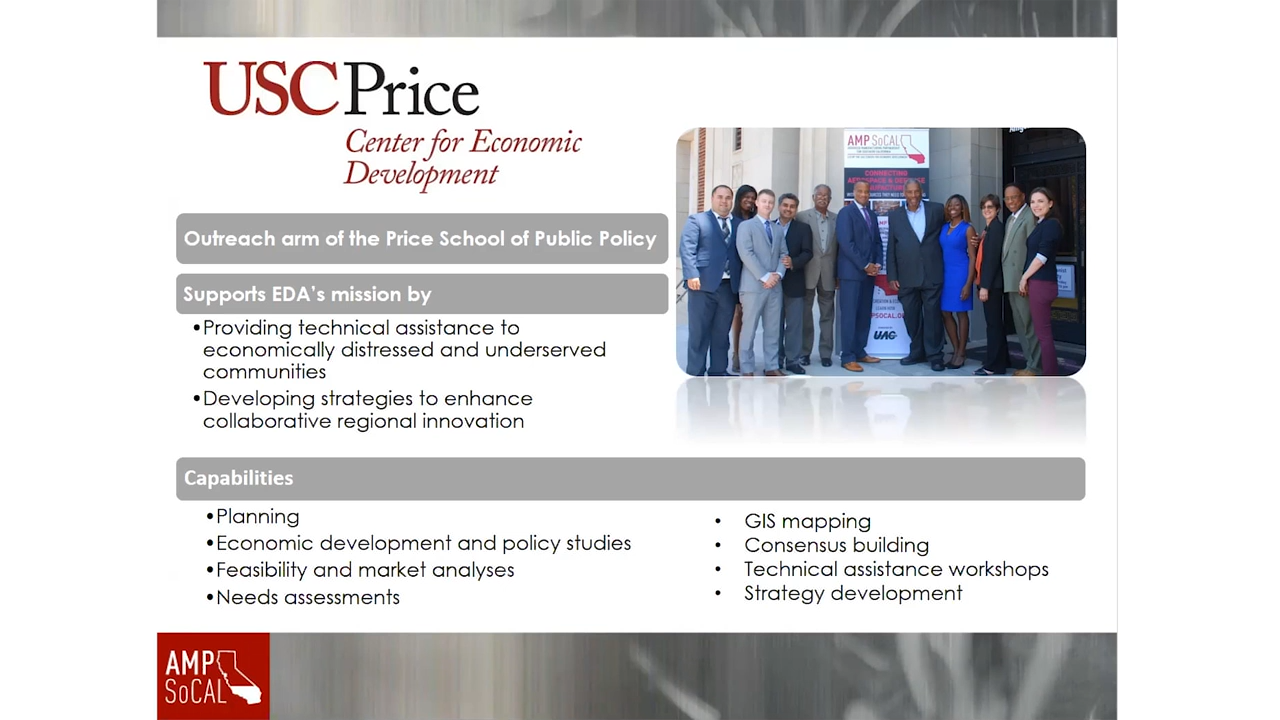 USC Price
Center for Economic
Development
Outreach arm of the Price School of Public Policy
Supports EDA's mission by
•Providing technical assistance to
economically distressed and underserved
communities
•Developing strategies to enhance
collaborative regional innovation
AMP SoCAL
CONNECTING
UAC
Capabilities
•Planning
•Economic development and policy studies
•Feasibility and market analyses
•Needs assessments
• GIS mapping
• Consensus building
• Technical assistance workshops
• Strategy development
AMP
SoCAL